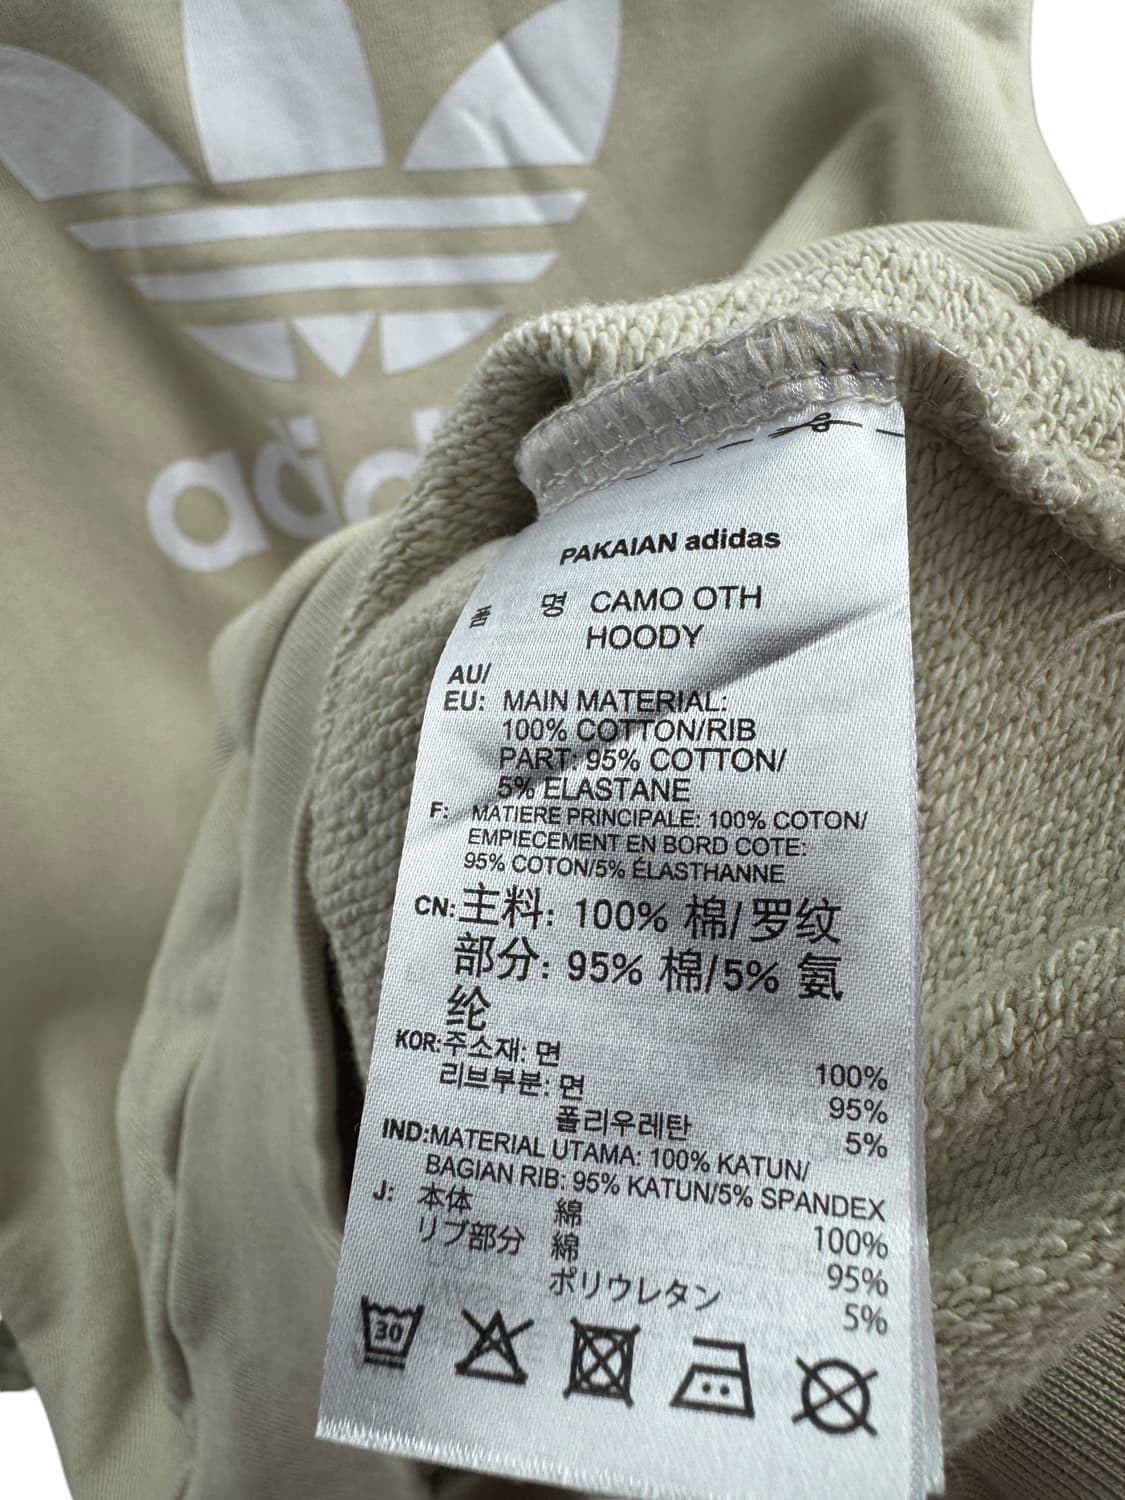 adidas
PAKAIAN adidas
품 명 CAMO OTH
HOODY
AU/
EU: MAIN MATERIAL:
100% COTTON/RIB
PART: 95% COTTON/
5% ELASTANE
F: MATIERE PRINCIPALE: 100% COTON/
EMPIECEMENT EN BORD COTE:
95% COTON/5% ÉLASTHANNE
CN: 主料: 100% 棉/罗纹
部分: 95% 棉/5% 氨
纶
KOR: 주소재: 면 100%
리브부분: 면 95%
폴리우레탄 5%
IND: MATERIAL UTAMA: 100% KATUN/
BAGIAN RIB: 95% KATUN/5% SPANDEX
J: 本体 綿 100%
リブ部分 綿 95%
ポリウレタン 5%
30